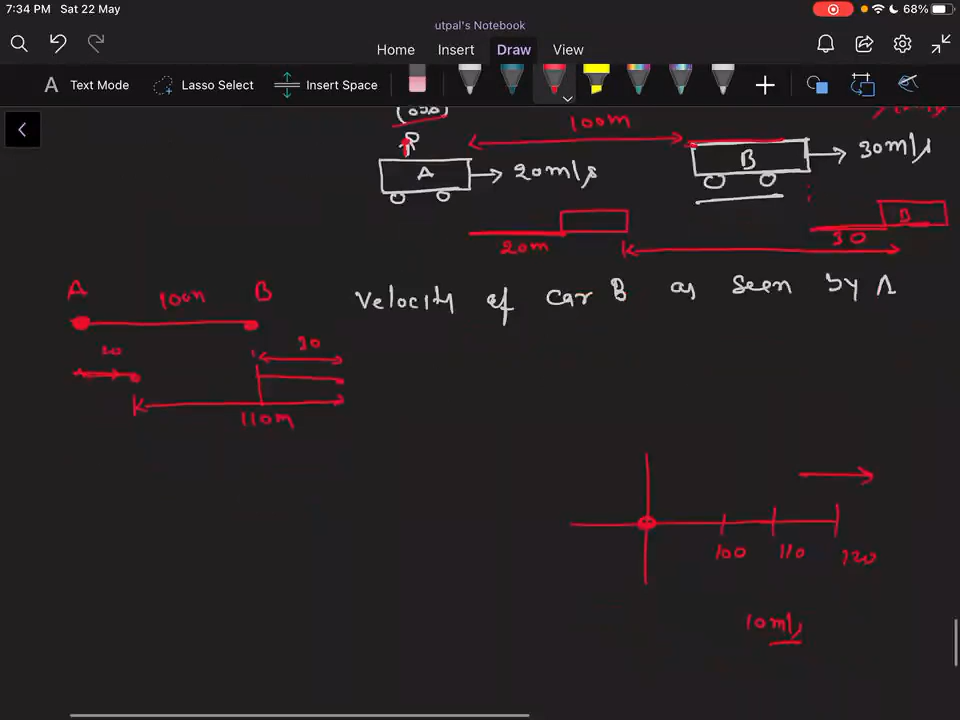 7:34 PM Sat 22 May
68%
utpal's Notebook
Home Insert Draw View
A Text Mode Lasso Select Insert Space
100m
A
20m/s
B
30m/s
20m
B
30
A 100m B
Velocity of car B as seen by A
20
30
110m
100 110 120
10m/s